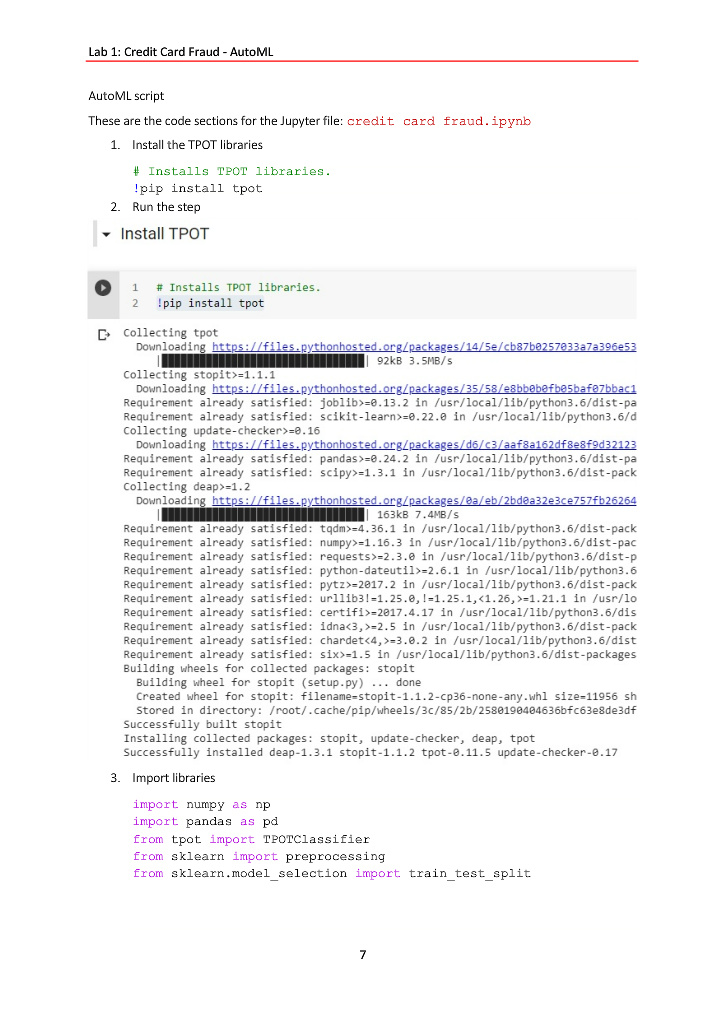 Lab 1: Credit Card Fraud - AutoML
AutoML script
These are the code sections for the Jupyter file: credit card fraud.ipynb
1. Install the TPOT libraries
# Installs TPOT libraries.
!pip install tpot
2. Run the step
Install TPOT
1 # Installs TPOT libraries.
2 !pip install tpot
Collecting tpot
Downloading https://files.pythonhosted.org/packages/14/5e/cb87b0257033a7a396e53
| 92kB 3.5MB/s
Collecting stopit>=1.1.1
Downloading https://files.pythonhosted.org/packages/35/58/e8bb0b0fb05baf07bbac1
Requirement already satisfied: joblib>=0.13.2 in /usr/local/lib/python3.6/dist-pa
Requirement already satisfied: scikit-learn>=0.22.0 in /usr/local/lib/python3.6/d
Collecting update-checker>=0.16
Downloading https://files.pythonhosted.org/packages/d6/c3/aaf8a162df8e8f9d32123
Requirement already satisfied: pandas>=0.24.2 in /usr/local/lib/python3.6/dist-pa
Requirement already satisfied: scipy>=1.3.1 in /usr/local/lib/python3.6/dist-pack
Collecting deap>=1.2
Downloading https://files.pythonhosted.org/packages/0a/eb/2bd0a32e3ce757fb26264
| 163kB 7.4MB/s
Requirement already satisfied: tqdm>=4.36.1 in /usr/local/lib/python3.6/dist-pack
Requirement already satisfied: numpy>=1.16.3 in /usr/local/lib/python3.6/dist-pac
Requirement already satisfied: requests>=2.3.0 in /usr/local/lib/python3.6/dist-p
Requirement already satisfied: python-dateutil>=2.6.1 in /usr/local/lib/python3.6
Requirement already satisfied: pytz>=2017.2 in /usr/local/lib/python3.6/dist-pack
Requirement already satisfied: urllib3!=1.25.0,!=1.25.1,<1.26,>=1.21.1 in /usr/lo
Requirement already satisfied: certifi>=2017.4.17 in /usr/local/lib/python3.6/dis
Requirement already satisfied: idna<3,>=2.5 in /usr/local/lib/python3.6/dist-pack
Requirement already satisfied: chardet<4,>=3.0.2 in /usr/local/lib/python3.6/dist
Requirement already satisfied: six>=1.5 in /usr/local/lib/python3.6/dist-packages
Building wheels for collected packages: stopit
Building wheel for stopit (setup.py) ... done
Created wheel for stopit: filename=stopit-1.1.2-cp36-none-any.whl size=11956 sh
Stored in directory: /root/.cache/pip/wheels/3c/85/2b/2580190404636bfc63e8de3df
Successfully built stopit
Installing collected packages: stopit, update-checker, deap, tpot
Successfully installed deap-1.3.1 stopit-1.1.2 tpot-0.11.5 update-checker-0.17
3. Import libraries
import numpy as np
import pandas as pd
from tpot import TPOTClassifier
from sklearn import preprocessing
from sklearn.model_selection import train_test_split
7